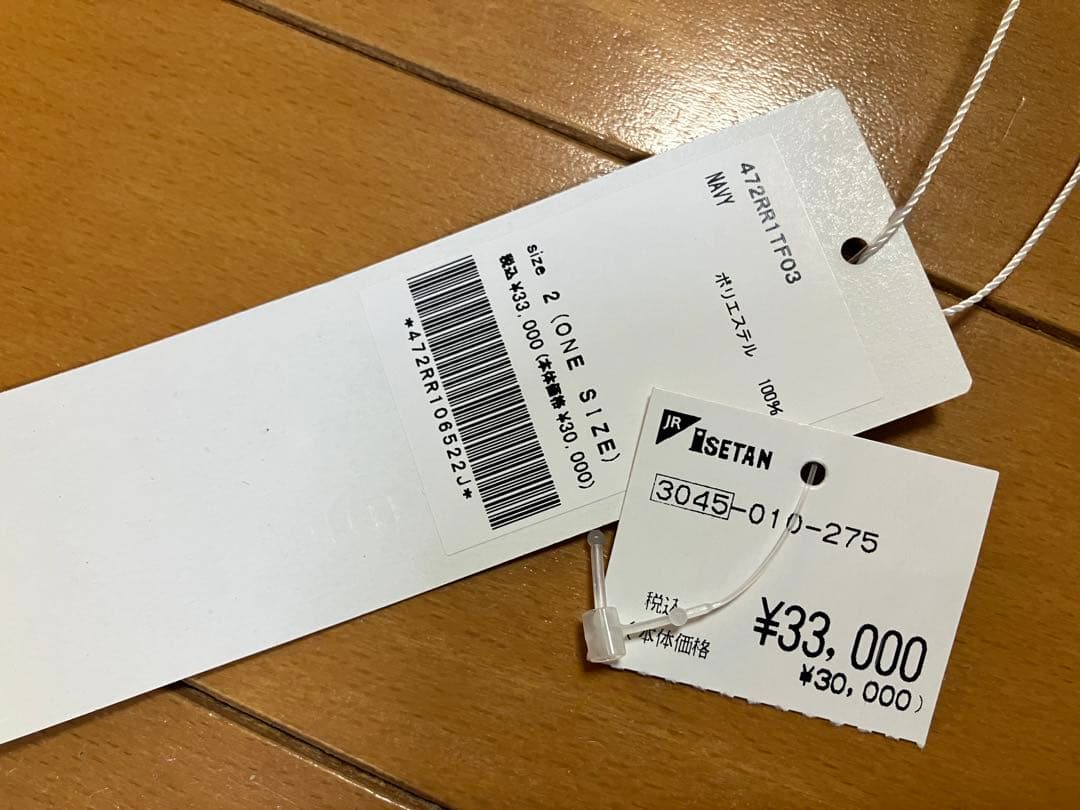 472RR1TF03
NAVY
ポリエステル 100%
size 2 (ONE SIZE)
税込 ¥33,000 (本体価格 ¥30,000)
*472RR106522J*
JR ISETAN
3045-010-275
税込 ¥33,000
(本体価格 ¥30,000)